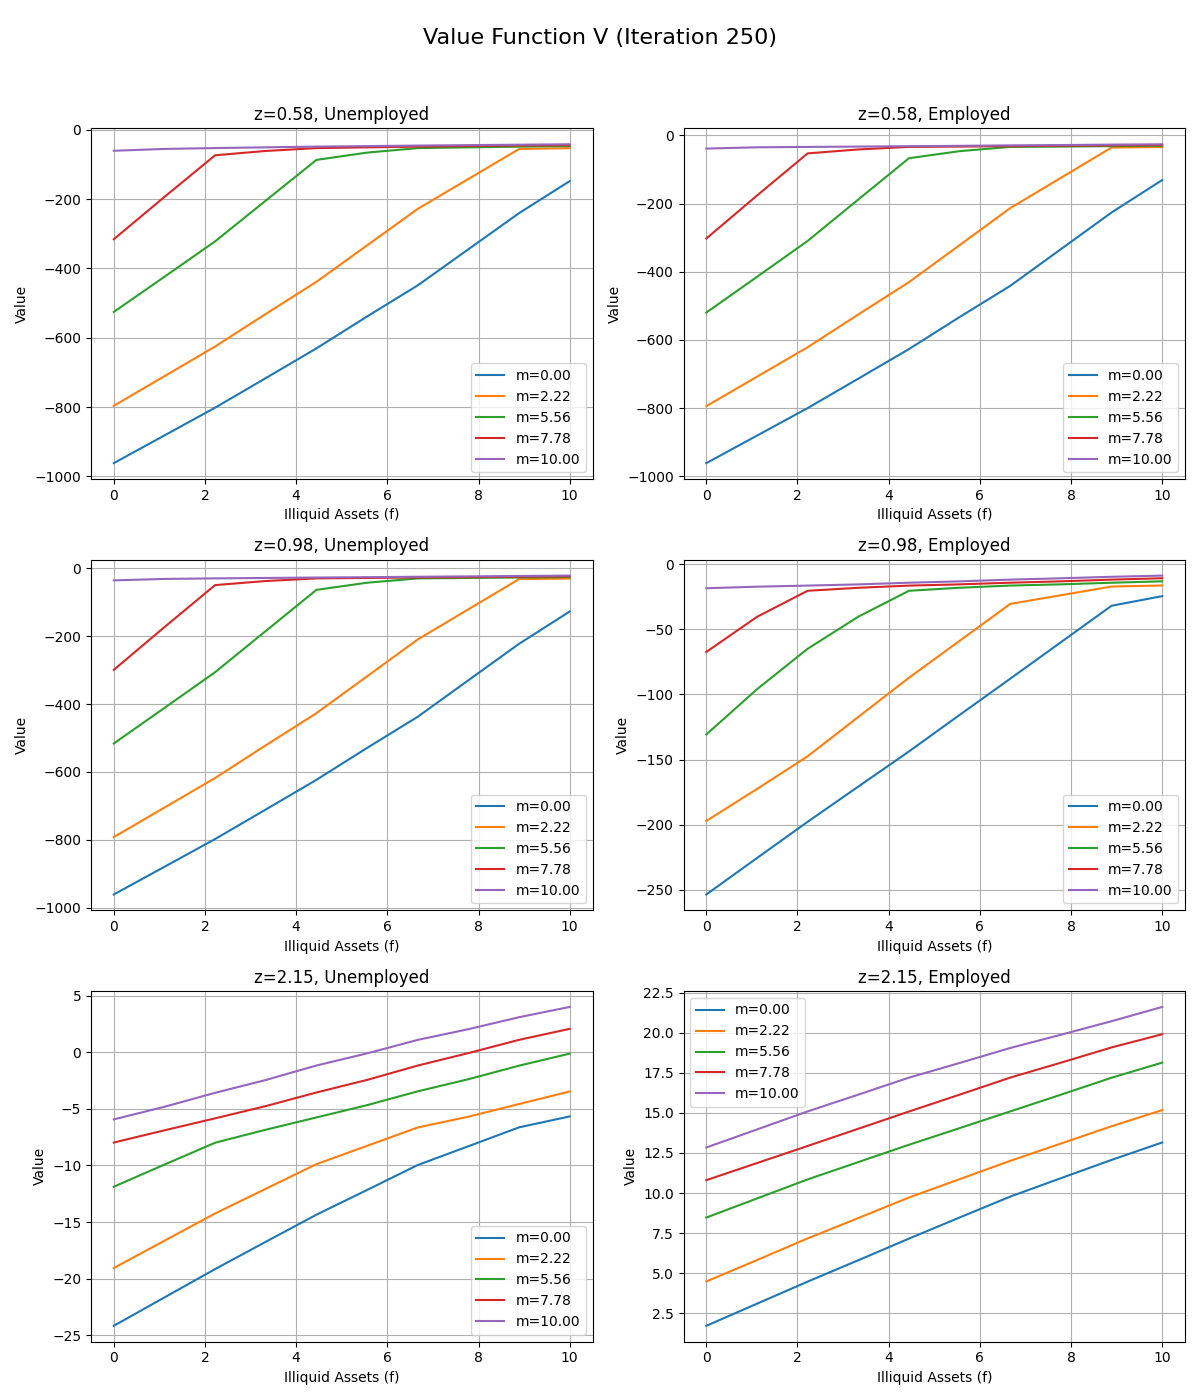 Value Function V (Iteration 250)
z=0.58, Unemployed
0
−200
−400
−600
−800
−1000
Value
0 2 4 6 8 10
Illiquid Assets (f)
m=0.00
m=2.22
m=5.56
m=7.78
m=10.00
z=0.58, Employed
0
−200
−400
−600
−800
−1000
Value
0 2 4 6 8 10
Illiquid Assets (f)
m=0.00
m=2.22
m=5.56
m=7.78
m=10.00
z=0.98, Unemployed
0
−200
−400
−600
−800
−1000
Value
0 2 4 6 8 10
Illiquid Assets (f)
m=0.00
m=2.22
m=5.56
m=7.78
m=10.00
z=0.98, Employed
0
−50
−100
−150
−200
−250
Value
0 2 4 6 8 10
Illiquid Assets (f)
m=0.00
m=2.22
m=5.56
m=7.78
m=10.00
z=2.15, Unemployed
5
0
−5
−10
−15
−20
−25
Value
0 2 4 6 8 10
Illiquid Assets (f)
m=0.00
m=2.22
m=5.56
m=7.78
m=10.00
z=2.15, Employed
22.5
20.0
17.5
15.0
12.5
10.0
7.5
5.0
2.5
Value
0 2 4 6 8 10
Illiquid Assets (f)
m=0.00
m=2.22
m=5.56
m=7.78
m=10.00